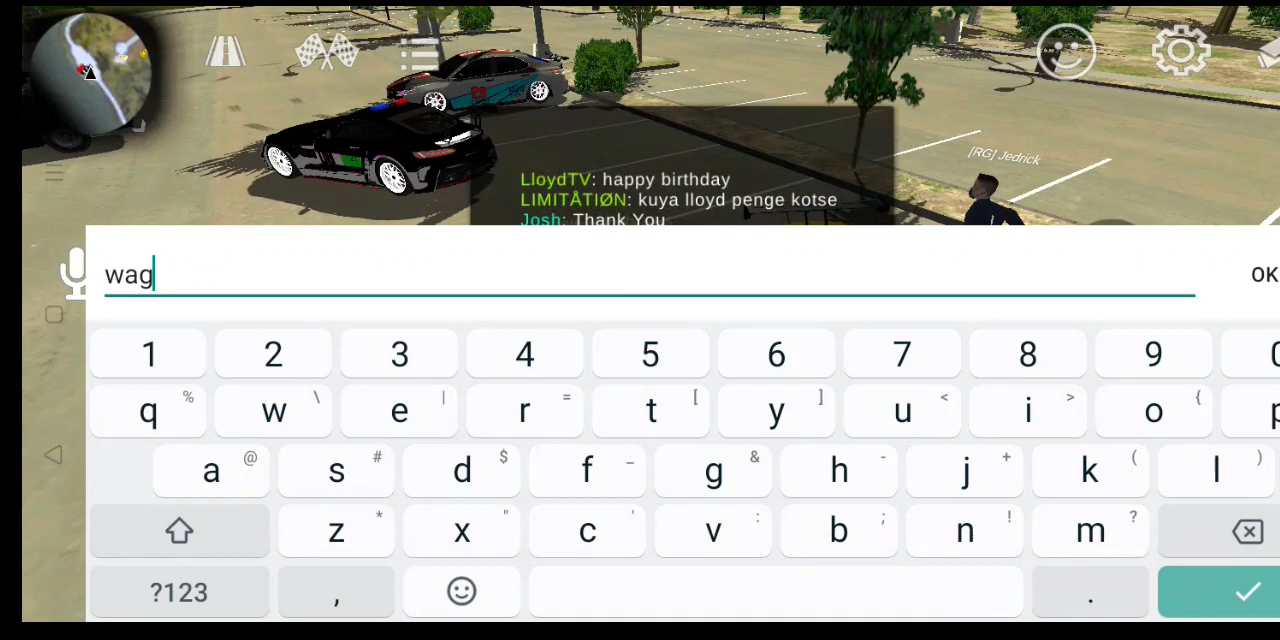 [RG] Jedrick
LloydTV: happy birthday
LIMITÅTIØN: kuya lloyd penge kotse
Josh: Thank You
wag
OK
1 2 3 4 5 6 7 8 9 0
q % w \ e | r = t [ y ] u < i > o { p
a @ s # d $ f _ g & h - j + k ( l )
z * x " c ' v : b ; n ! m ?
?123 , .